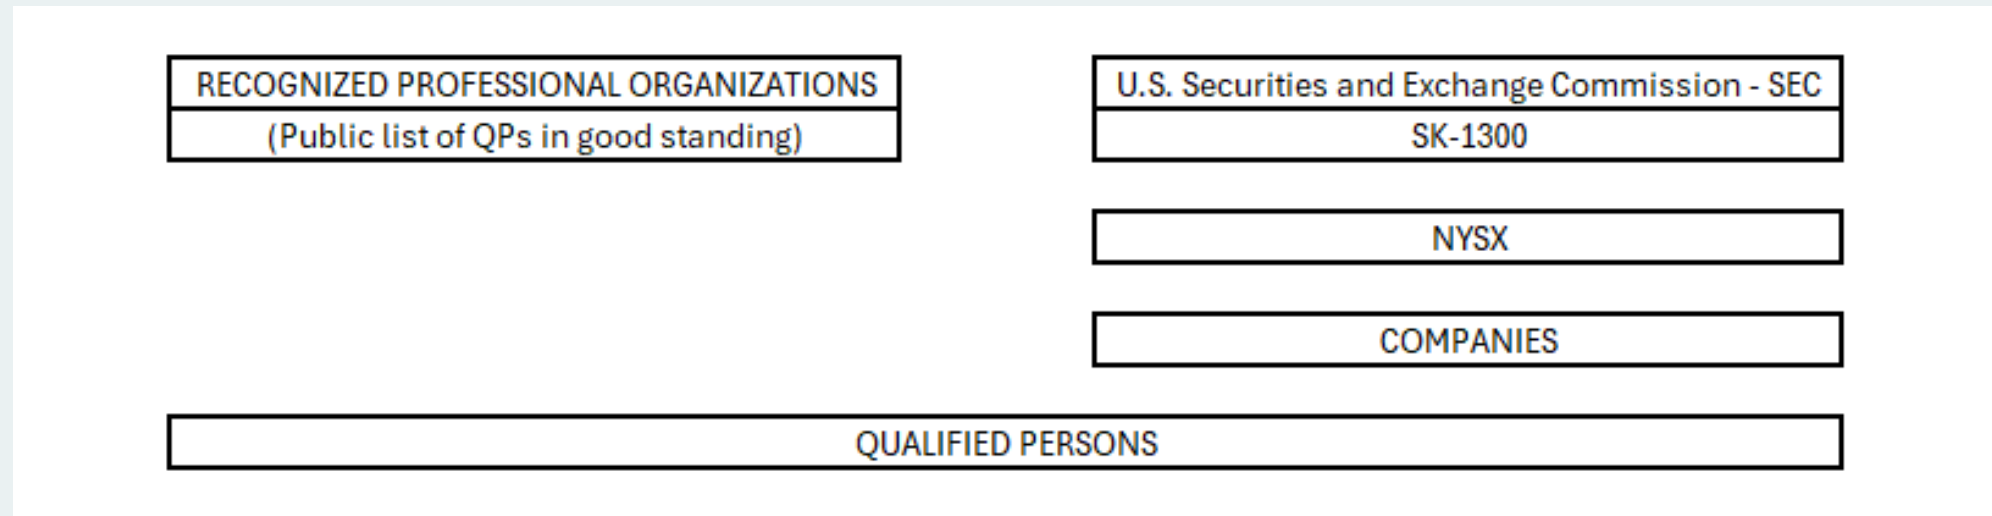 RECOGNIZED PROFESSIONAL ORGANIZATIONS
(Public list of QPs in good standing)
U.S. Securities and Exchange Commission - SEC
SK-1300
NYSX
COMPANIES
QUALIFIED PERSONS